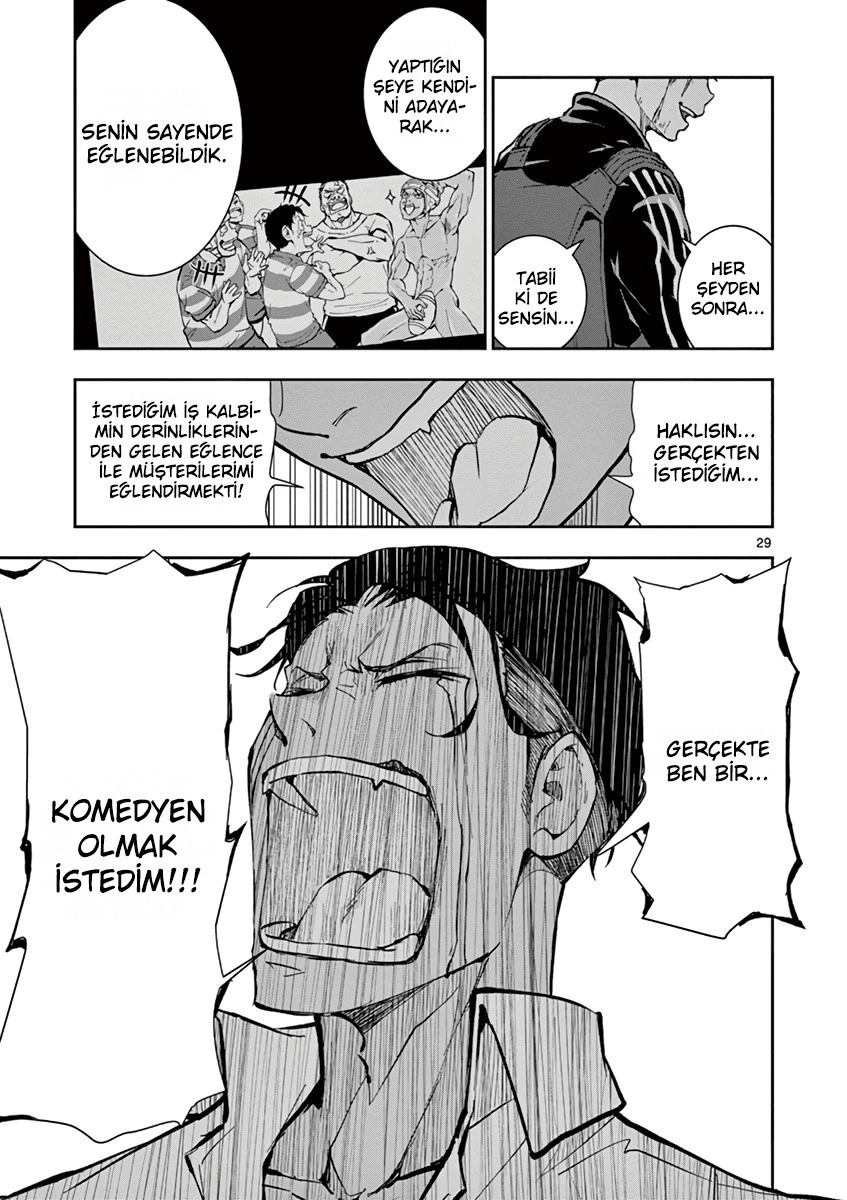 HER
ŞEYDEN
SONRA...
TABİİ
Kİ DE
SENSİN...
YAPTIĞIN
ŞEYE KENDİ-
Nİ ADAYA-
RAK...
SENİN SAYENDE
EĞLENEBİLDİK.
HAKLISIN...
GERÇEKTEN
İSTEDİĞİM...
İSTEDİĞİM İŞ KALBİ-
MİN DERİNLİKLERİN-
DEN GELEN EĞLENCE
İLE MÜŞTERİLERİMİ
EĞLENDİRMEKTİ!
29
GERÇEKTE
BEN BİR...
KOMEDYEN
OLMAK
İSTEDİM!!!